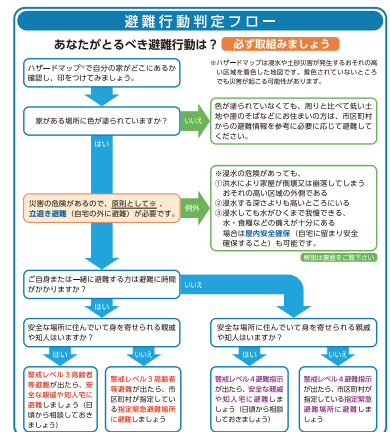 避難行動判定フロー
あなたがとるべき避難行動は？ 必ず取組みましょう
ハザードマップ※で自分の家がどこにあるか
確認し、印をつけてみましょう。
※ハザードマップは浸水や土砂災害が発生するおそれの高
い区域を着色した地図です。着色されていないところ
でも災害が起こる可能性があります。
家がある場所に色が塗られていますか？
いいえ
色が塗られていなくても、周りと比べて低い土
地や崖のそばなどにお住まいの方は、市区町村
からの避難情報を参考に必要に応じて避難して
ください。
はい
災害の危険があるので、原則として※、
立退き避難（自宅の外に避難）が必要です。
例外
※浸水の危険があっても、
①洪水により家屋が倒壊又は崩落してしまう
おそれの高い区域の外側である
②浸水する深さよりも高いところにいる
③浸水しても水がひくまで我慢できる、
水・食糧などの備えが十分にある
場合は屋内安全確保（自宅に留まり安全
確保すること）も可能です。
解説は裏面をご覧下さい
ご自身または一緒に避難する方は避難に時間
がかかりますか？
いいえ
はい
安全な場所に住んでいて身を寄せられる親戚
や知人はいますか？
安全な場所に住んでいて身を寄せられる親戚
や知人はいますか？
はい
いいえ
はい
いいえ
警戒レベル３高齢者
等避難が出たら、安
全な親戚や知人宅に
避難しましょう（日
頃から相談しておき
ましょう）
警戒レベル３高齢者
等避難が出たら、市
区町村が指定してい
る指定緊急避難場所
に避難しましょう
警戒レベル４避難指示
が出たら、安全な親戚
や知人宅に避難しま
しょう（日頃から相談
しておきましょう）
警戒レベル４避難指示
が出たら、市区町村が
指定している指定緊急
避難場所に避難しま
しょう